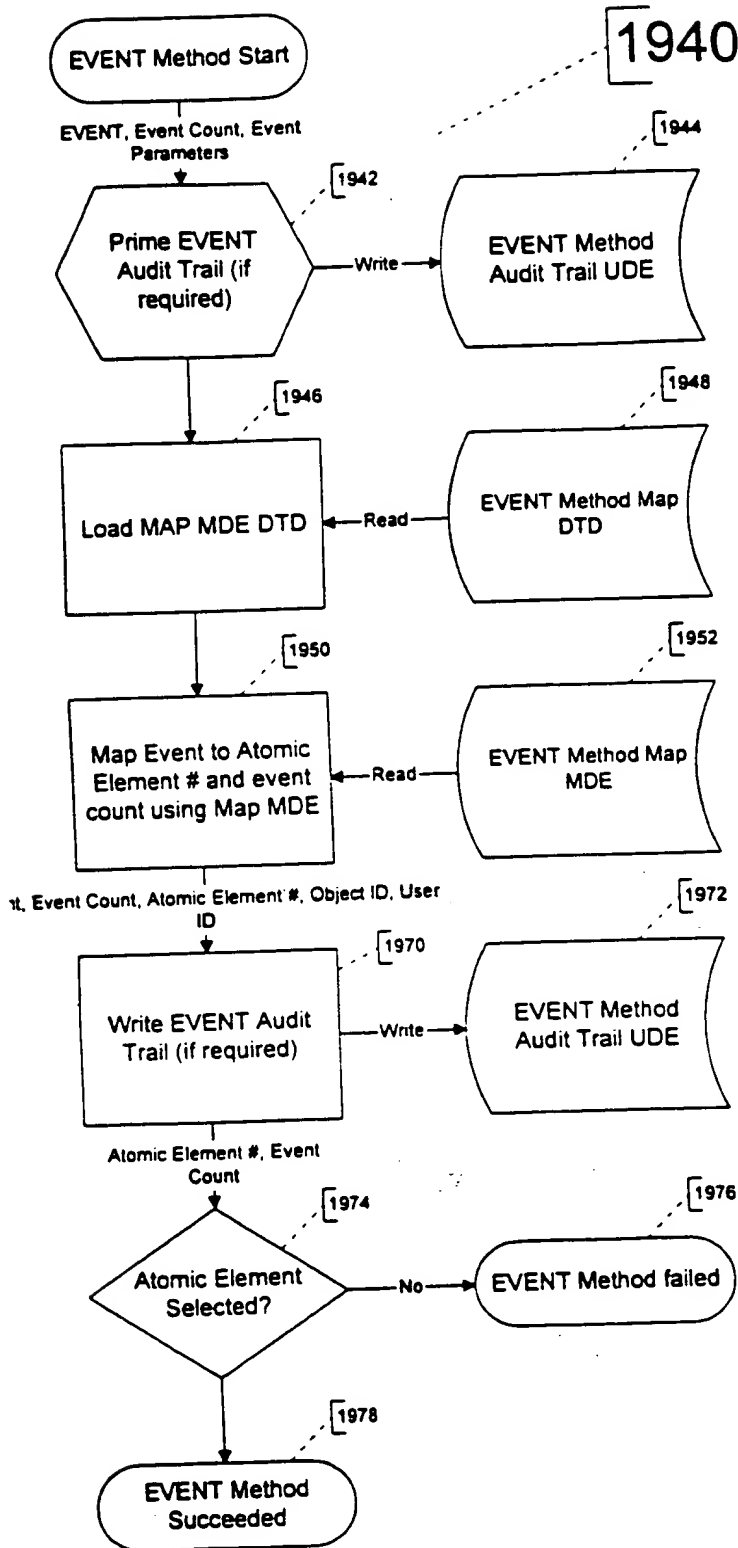 1940
EVENT Method Start
EVENT, Event Count, Event
Parameters
1942
1944
Prime EVENT
Audit Trail (if
required)
Write
EVENT Method
Audit Trail UDE
1946
1948
Load MAP MDE DTD
Read
EVENT Method Map
DTD
1950
1952
Map Event to Atomic
Element # and event
count using Map MDE
Read
EVENT Method Map
MDE
nt, Event Count, Atomic Element #, Object ID, User
ID
1970
1972
Write EVENT Audit
Trail (if required)
Write
EVENT Method
Audit Trail UDE
Atomic Element #, Event
Count
1974
1976
Atomic Element
Selected?
No
EVENT Method failed
1978
EVENT Method
Succeeded